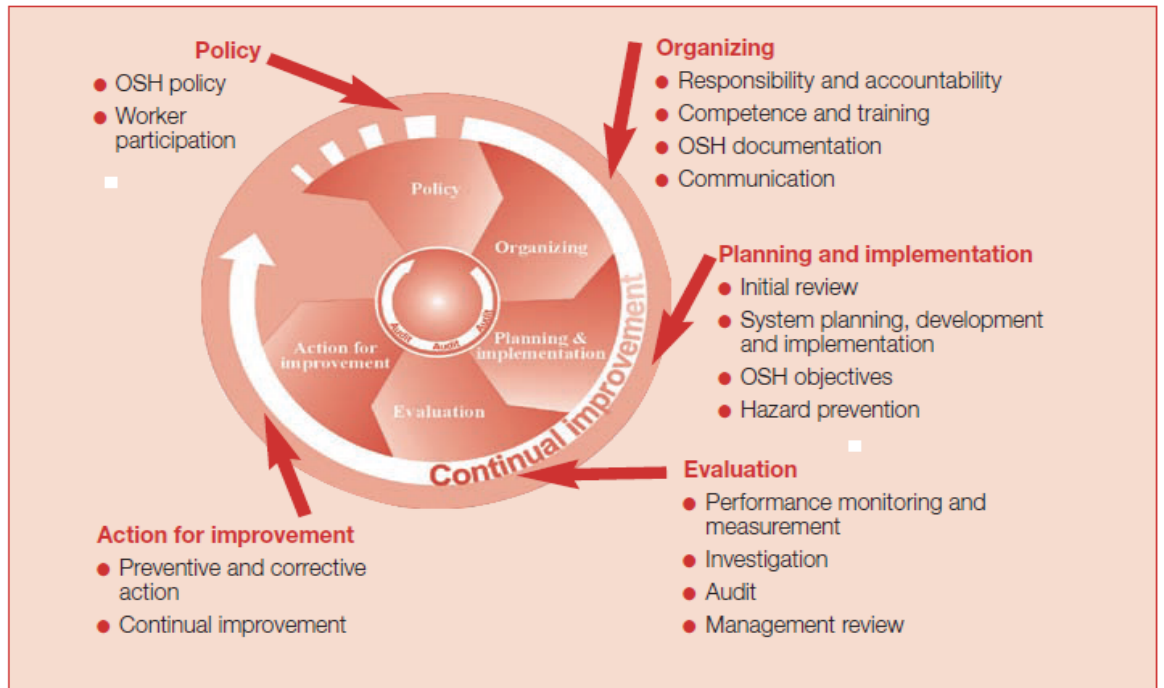 Policy
OSH policy
Worker
participation
Organizing
Responsibility and accountability
Competence and training
OSH documentation
Communication
Planning and implementation
Initial review
System planning, development
and implementation
OSH objectives
Hazard prevention
Evaluation
Performance monitoring and
measurement
Investigation
Audit
Management review
Action for improvement
Preventive and corrective
action
Continual improvement
Policy
Organizing
Planning &
implementation
Evaluation
Action for
improvement
Audit
Audit
Audit
Continual improvement